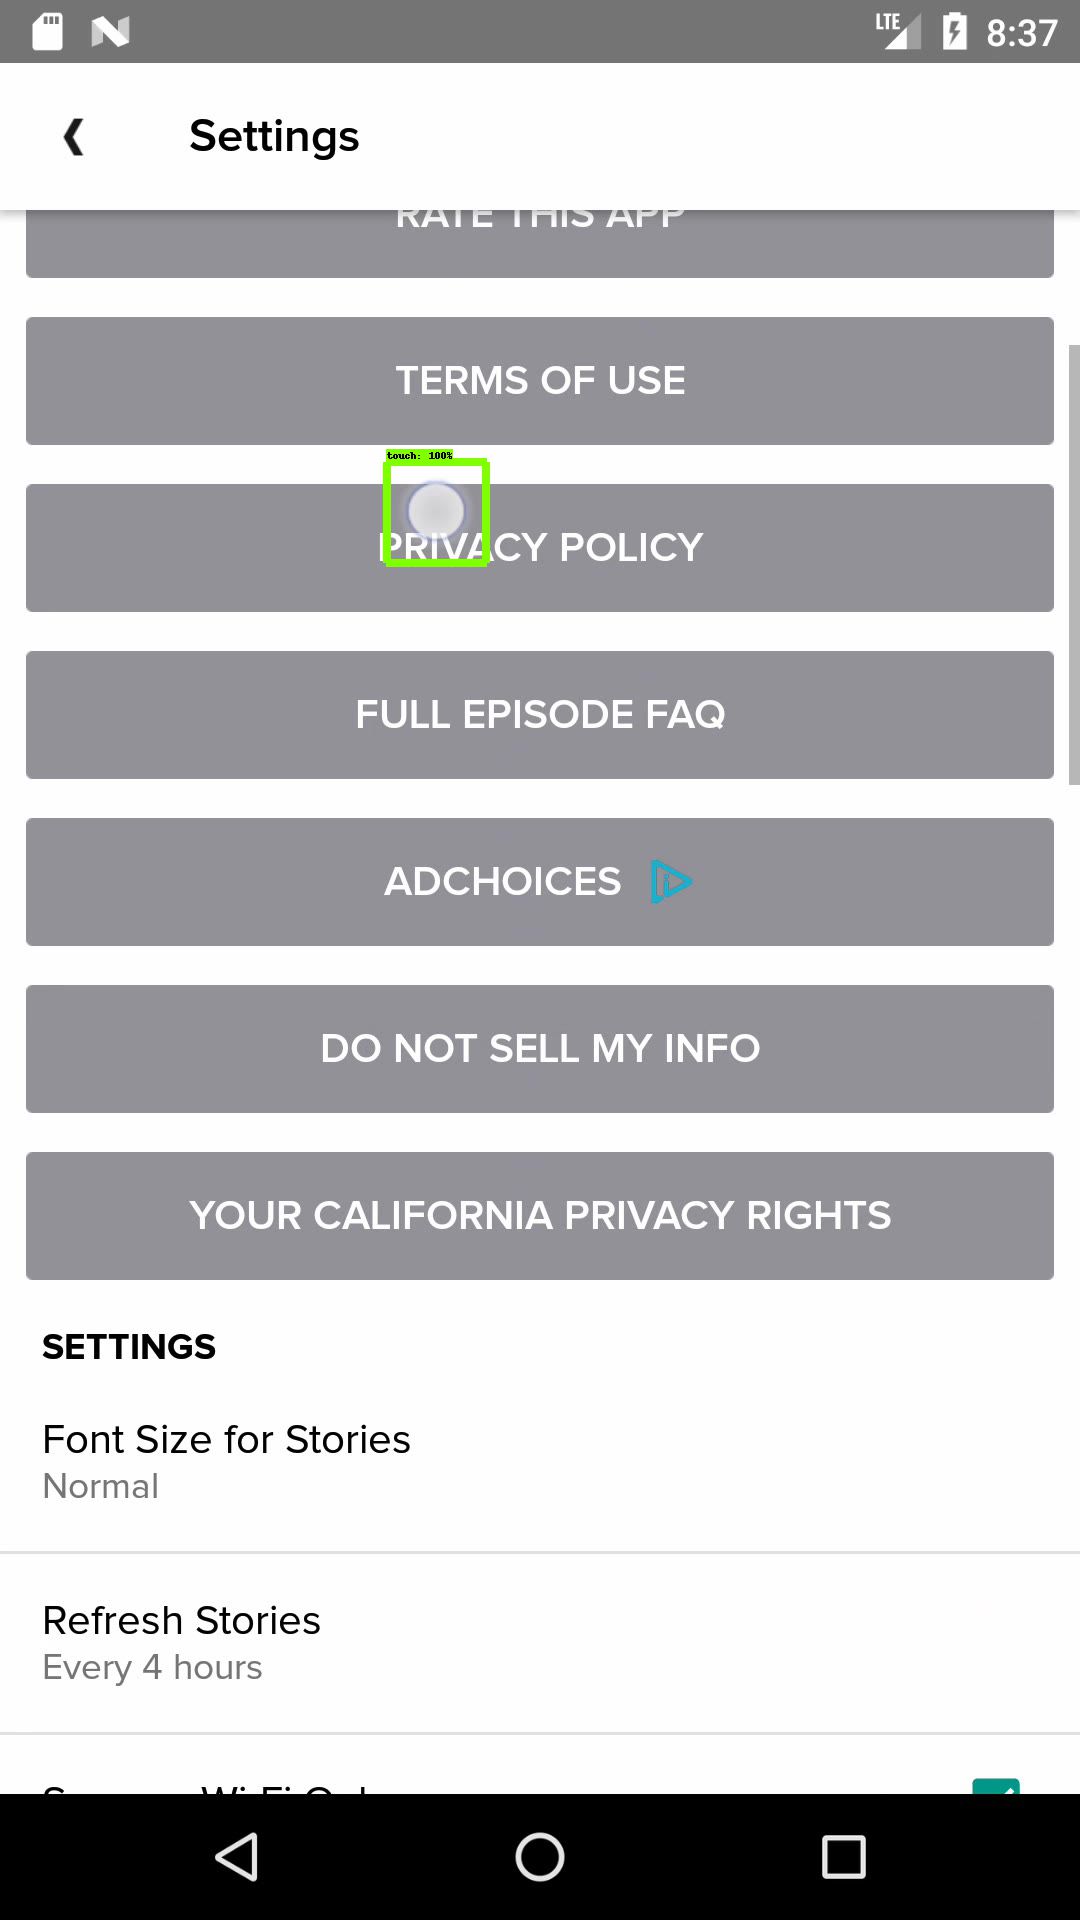 8:37
LTE
Settings
RATE THIS APP
TERMS OF USE
touch: 100%
PRIVACY POLICY
FULL EPISODE FAQ
ADCHOICES
DO NOT SELL MY INFO
YOUR CALIFORNIA PRIVACY RIGHTS
SETTINGS
Font Size for Stories
Normal
Refresh Stories
Every 4 hours
Wi-Fi